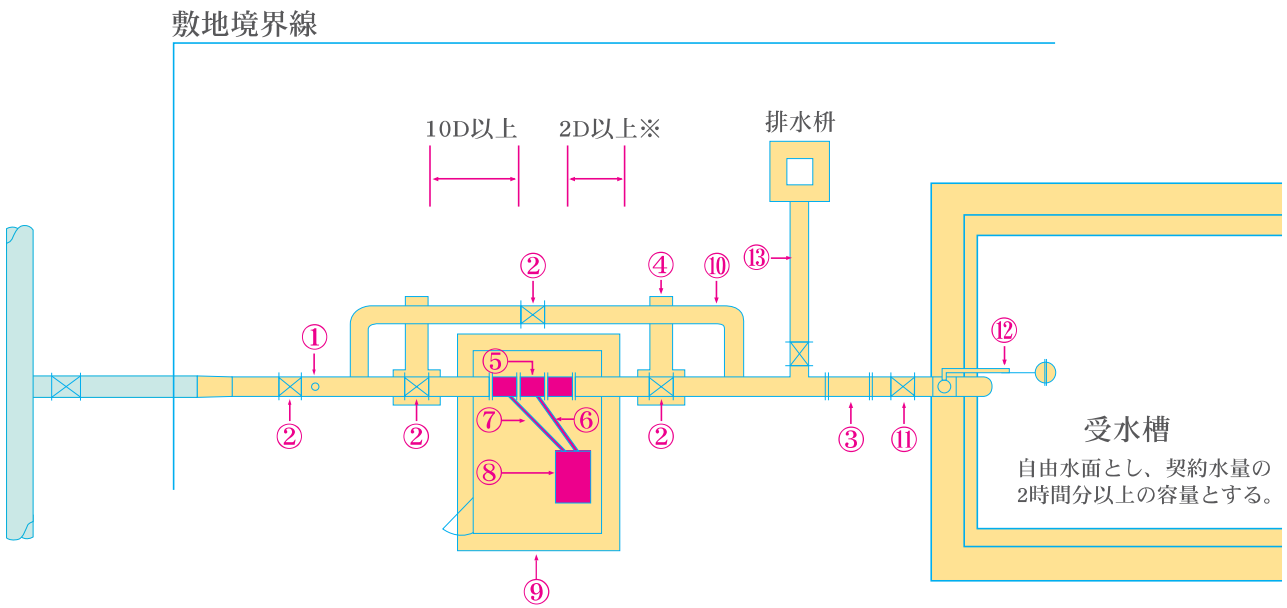 敷地境界線
10D以上
2D以上※
排水枡
②
④
⑩
⑬
①
⑤
⑫
⑦
⑥
②
②
②
③
⑪
⑧
受水槽
自由水面とし、契約水量の
2時間分以上の容量とする。
⑨